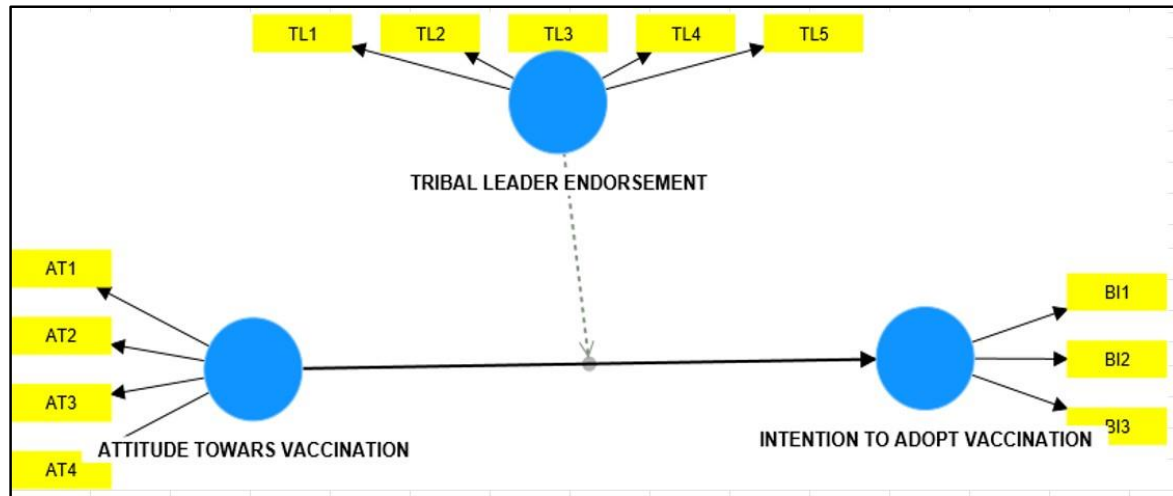 TL1 TL2 TL3 TL4 TL5
TRIBAL LEADER ENDORSEMENT
AT1
AT2
AT3
AT4
ATTITUDE TOWARS VACCINATION
BI1
BI2
BI3
INTENTION TO ADOPT VACCINATION